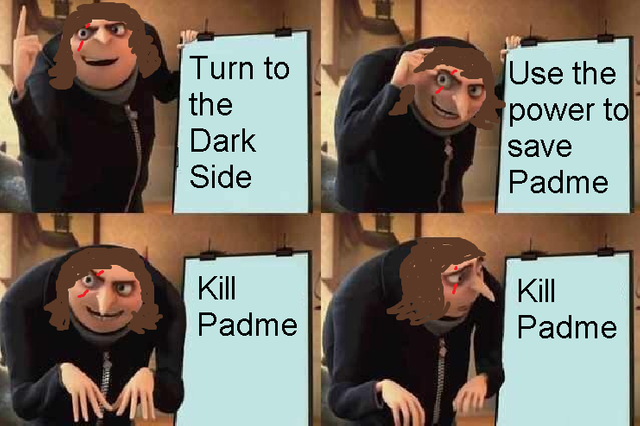 Turn to
the
Dark
Side
Use the
power to
save
Padme
Kill
Padme
Kill
Padme